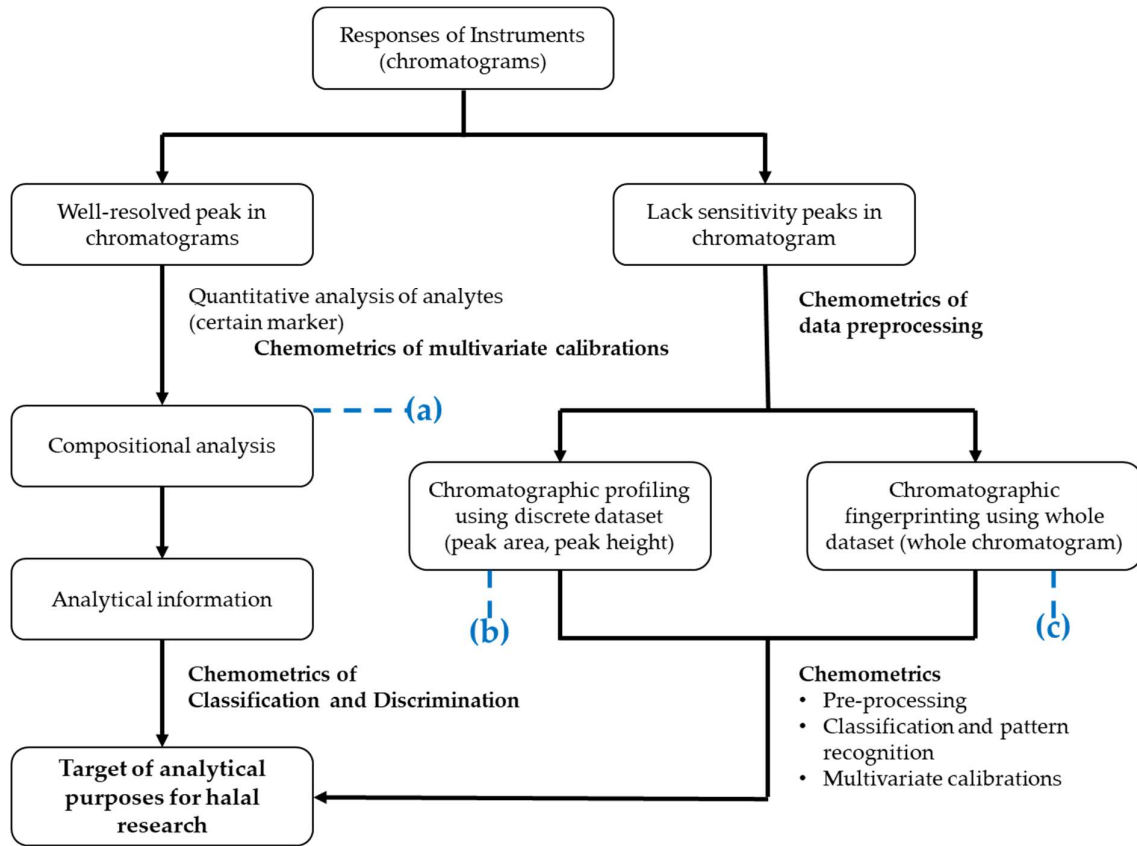 Responses of Instruments
(chromatograms)
Well-resolved peak in
chromatograms
Lack sensitivity peaks in
chromatogram
Quantitative analysis of analytes
(certain marker)
Chemometrics of multivariate calibrations
Chemometrics of
data preprocessing
Compositional analysis
(a)
Chromatographic profiling
using discrete dataset
(peak area, peak height)
Chromatographic
fingerprinting using whole
dataset (whole chromatogram)
Analytical information
(b)
(c)
Chemometrics of
Classification and Discrimination
Chemometrics
• Pre-processing
• Classification and pattern
recognition
• Multivariate calibrations
Target of analytical
purposes for halal
research